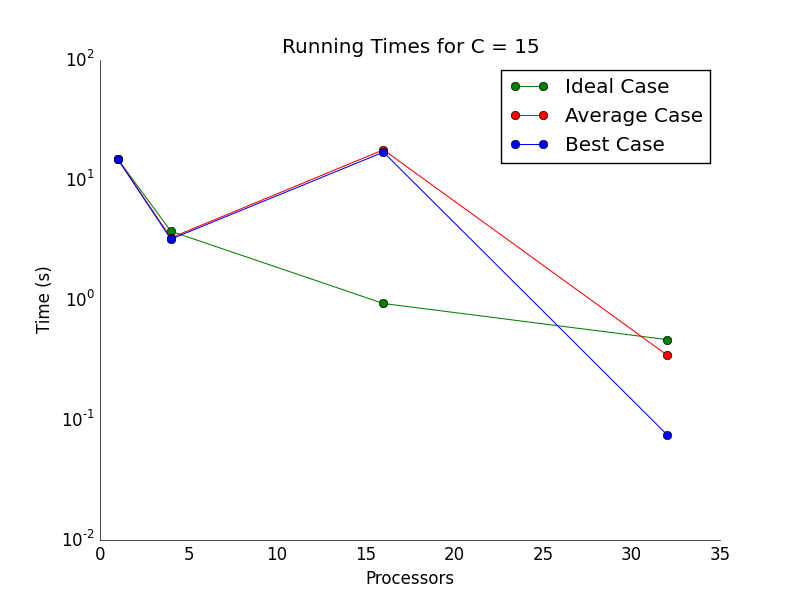 Running Times for C = 15
Ideal Case
Average Case
Best Case
10^2
10^1
10^0
10^-1
10^-2
Time (s)
0 5 10 15 20 25 30 35
Processors